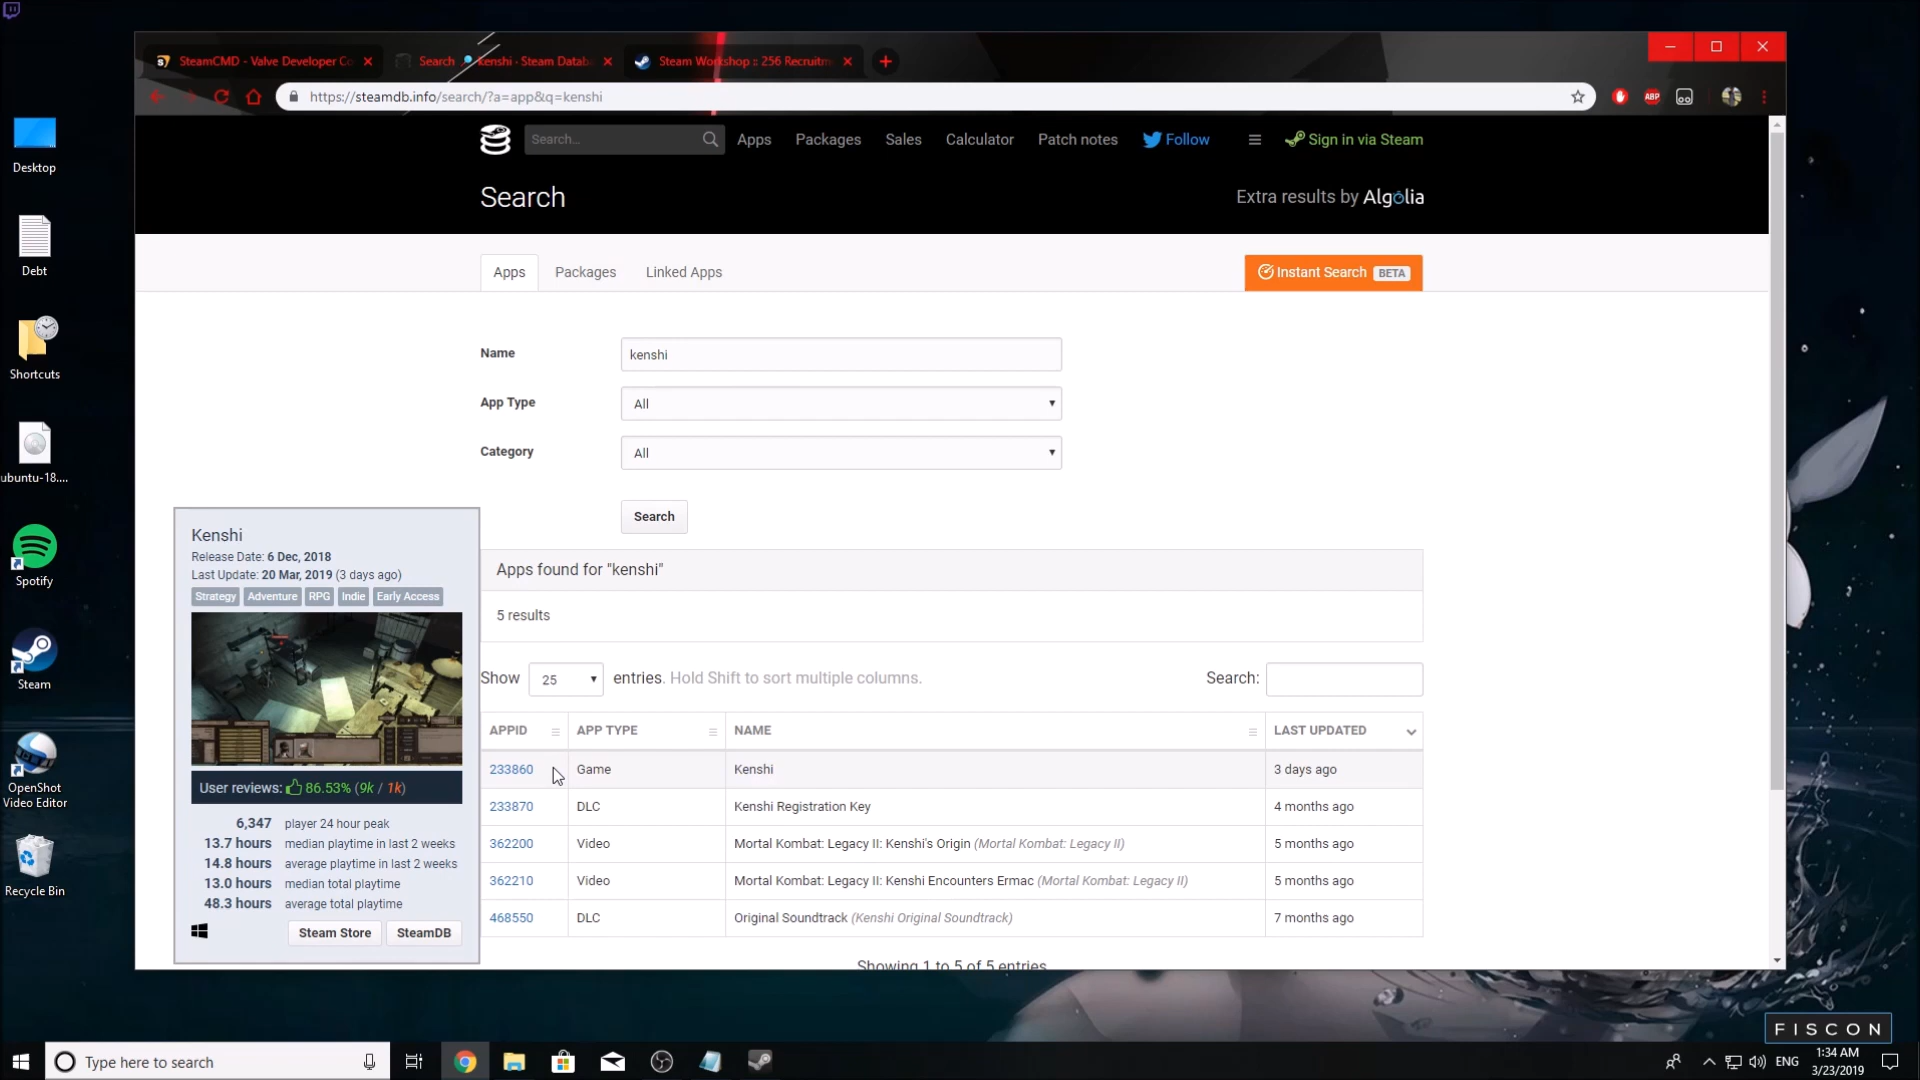 SteamCMD - Valve Developer Co
Search kenshi · Steam Datab
Steam Workshop :: 256 Recruitm
https://steamdb.info/search/?a=app&q=kenshi
ABP
Search...
Apps
Packages
Sales
Calculator
Patch notes
Follow
Sign in via Steam
Search
Extra results by Algolia
Apps
Packages
Linked Apps
Instant Search BETA
Name
kenshi
App Type
All
Category
All
Search
Apps found for "kenshi"
5 results
Show 25 entries. Hold Shift to sort multiple columns.
Search:
APPID APP TYPE NAME LAST UPDATED
233860 Game Kenshi 3 days ago
233870 DLC Kenshi Registration Key 4 months ago
362200 Video Mortal Kombat: Legacy II: Kenshi's Origin (Mortal Kombat: Legacy II) 5 months ago
362210 Video Mortal Kombat: Legacy II: Kenshi Encounters Ermac (Mortal Kombat: Legacy II) 5 months ago
468550 DLC Original Soundtrack (Kenshi Original Soundtrack) 7 months ago
Showing 1 to 5 of 5 entries
Kenshi
Release Date: 6 Dec, 2018
Last Update: 20 Mar, 2019 (3 days ago)
Strategy Adventure RPG Indie Early Access
User reviews: 86.53% (9k / 1k)
6,347 player 24 hour peak
13.7 hours median playtime in last 2 weeks
14.8 hours average playtime in last 2 weeks
13.0 hours median total playtime
48.3 hours average total playtime
Steam Store
SteamDB
Desktop
Debt
Shortcuts
ubuntu-18....
Spotify
Steam
OpenShot
Video Editor
Recycle Bin
FISCON
Type here to search
ENG
1:34 AM
3/23/2019